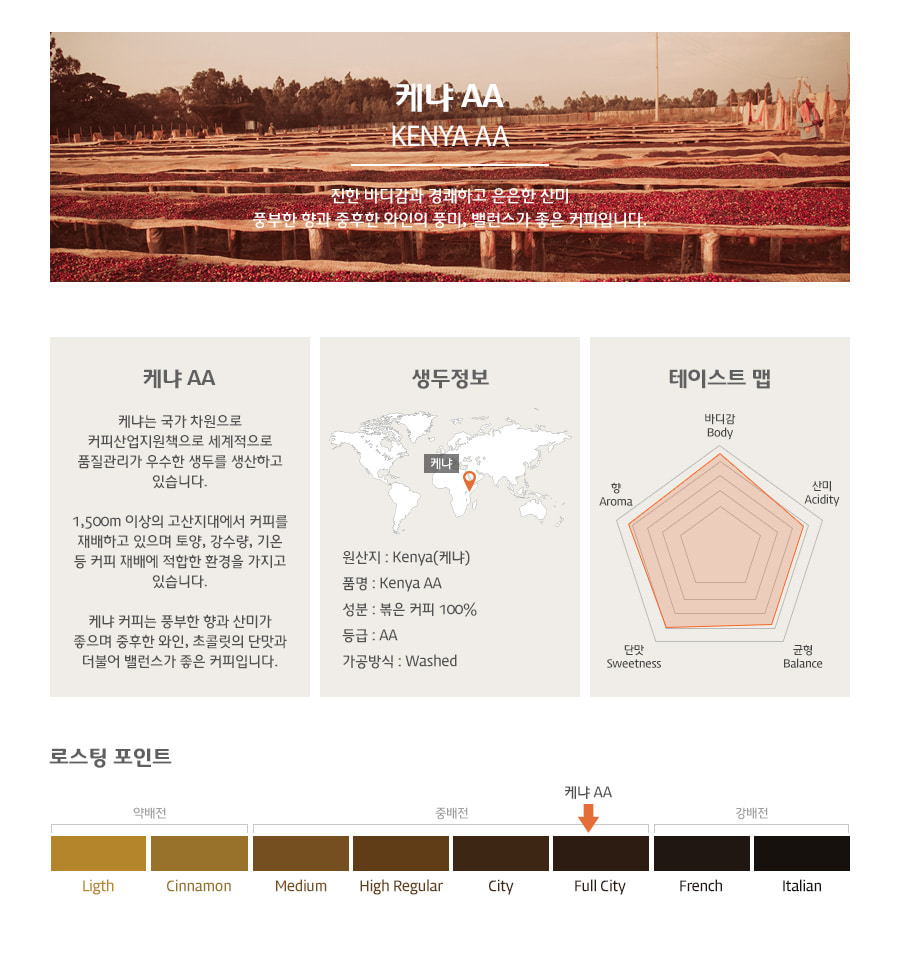 케냐 AA
KENYA AA
진한 바디감과 경쾌하고 은은한 산미
풍부한 향과 중후한 와인의 풍미, 밸런스가 좋은 커피입니다.
케냐 AA
케냐는 국가 차원으로
커피산업지원책으로 세계적으로
품질관리가 우수한 생두를 생산하고
있습니다.
1,500m 이상의 고산지대에서 커피를
재배하고 있으며 토양, 강수량, 기온
등 커피 재배에 적합한 환경을 가지고
있습니다.
케냐 커피는 풍부한 향과 산미가
좋으며 중후한 와인, 초콜릿의 단맛과
더불어 밸런스가 좋은 커피입니다.
생두정보
케냐
원산지 : Kenya(케냐)
품명 : Kenya AA
성분 : 볶은 커피 100%
등급 : AA
가공방식 : Washed
테이스트 맵
바디감
Body
산미
Acidity
향
Aroma
단맛
Sweetness
균형
Balance
로스팅 포인트
케냐 AA
약배전
중배전
강배전
Ligth
Cinnamon
Medium
High Regular
City
Full City
French
Italian